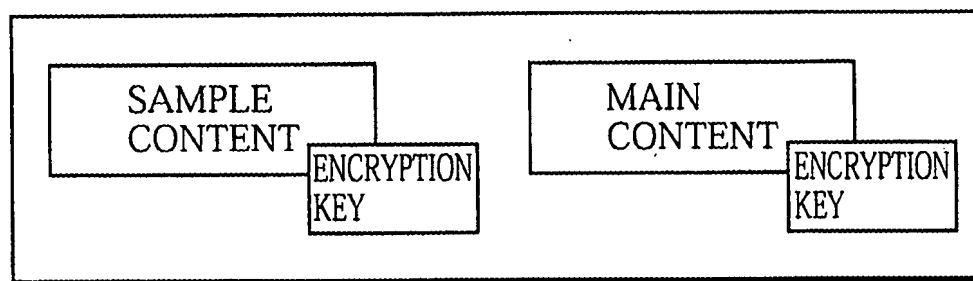 SAMPLE
CONTENT
ENCRYPTION
KEY
MAIN
CONTENT
ENCRYPTION
KEY